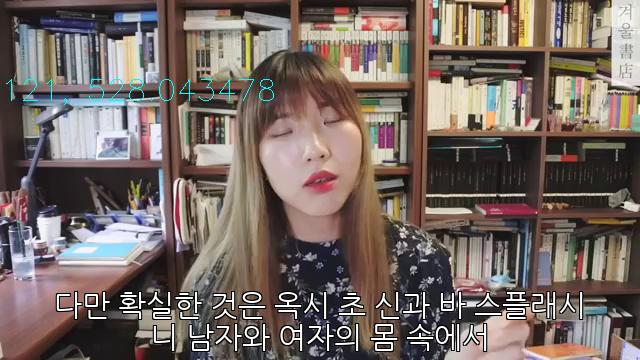 겨울書店
121, 528 043478
다만 확실한 것은 옥시 초 신과 바 스플래시
니 남자와 여자의 몸 속에서